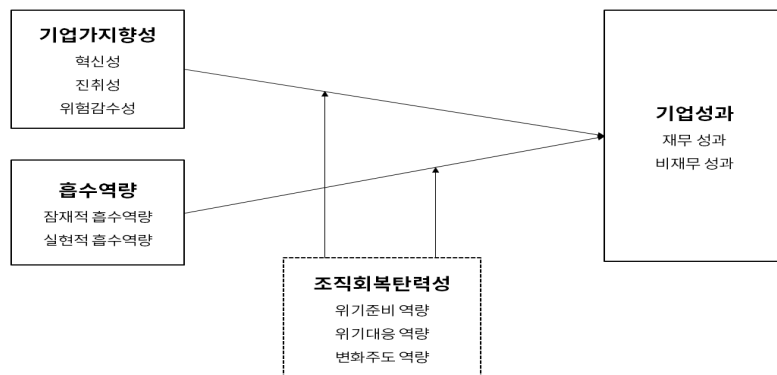 기업가지향성
혁신성
진취성
위험감수성
흡수역량
잠재적 흡수역량
실현적 흡수역량
기업성과
재무 성과
비재무 성과
조직회복탄력성
위기준비 역량
위기대응 역량
변화주도 역량